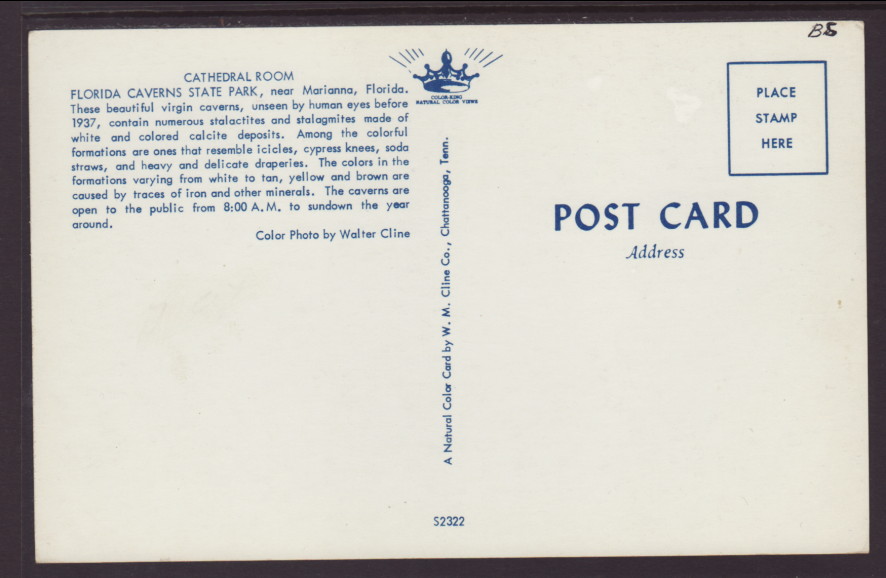 B5
CATHEDRAL ROOM
FLORIDA CAVERNS STATE PARK, near Marianna, Florida.
These beautiful virgin caverns, unseen by human eyes before
1937, contain numerous stalactites and stalagmites made of
white and colored calcite deposits. Among the colorful
formations are ones that resemble icicles, cypress knees, soda
straws, and heavy and delicate draperies. The colors in the
formations varying from white to tan, yellow and brown are
caused by traces of iron and other minerals. The caverns are
open to the public from 8:00 A.M. to sundown the year
around.
Color Photo by Walter Cline
COLOR-KING
NATURAL COLOR VIEWS
A Natural Color Card by W. M. Cline Co., Chattanooga, Tenn.
S2322
PLACE
STAMP
HERE
POST CARD
Address